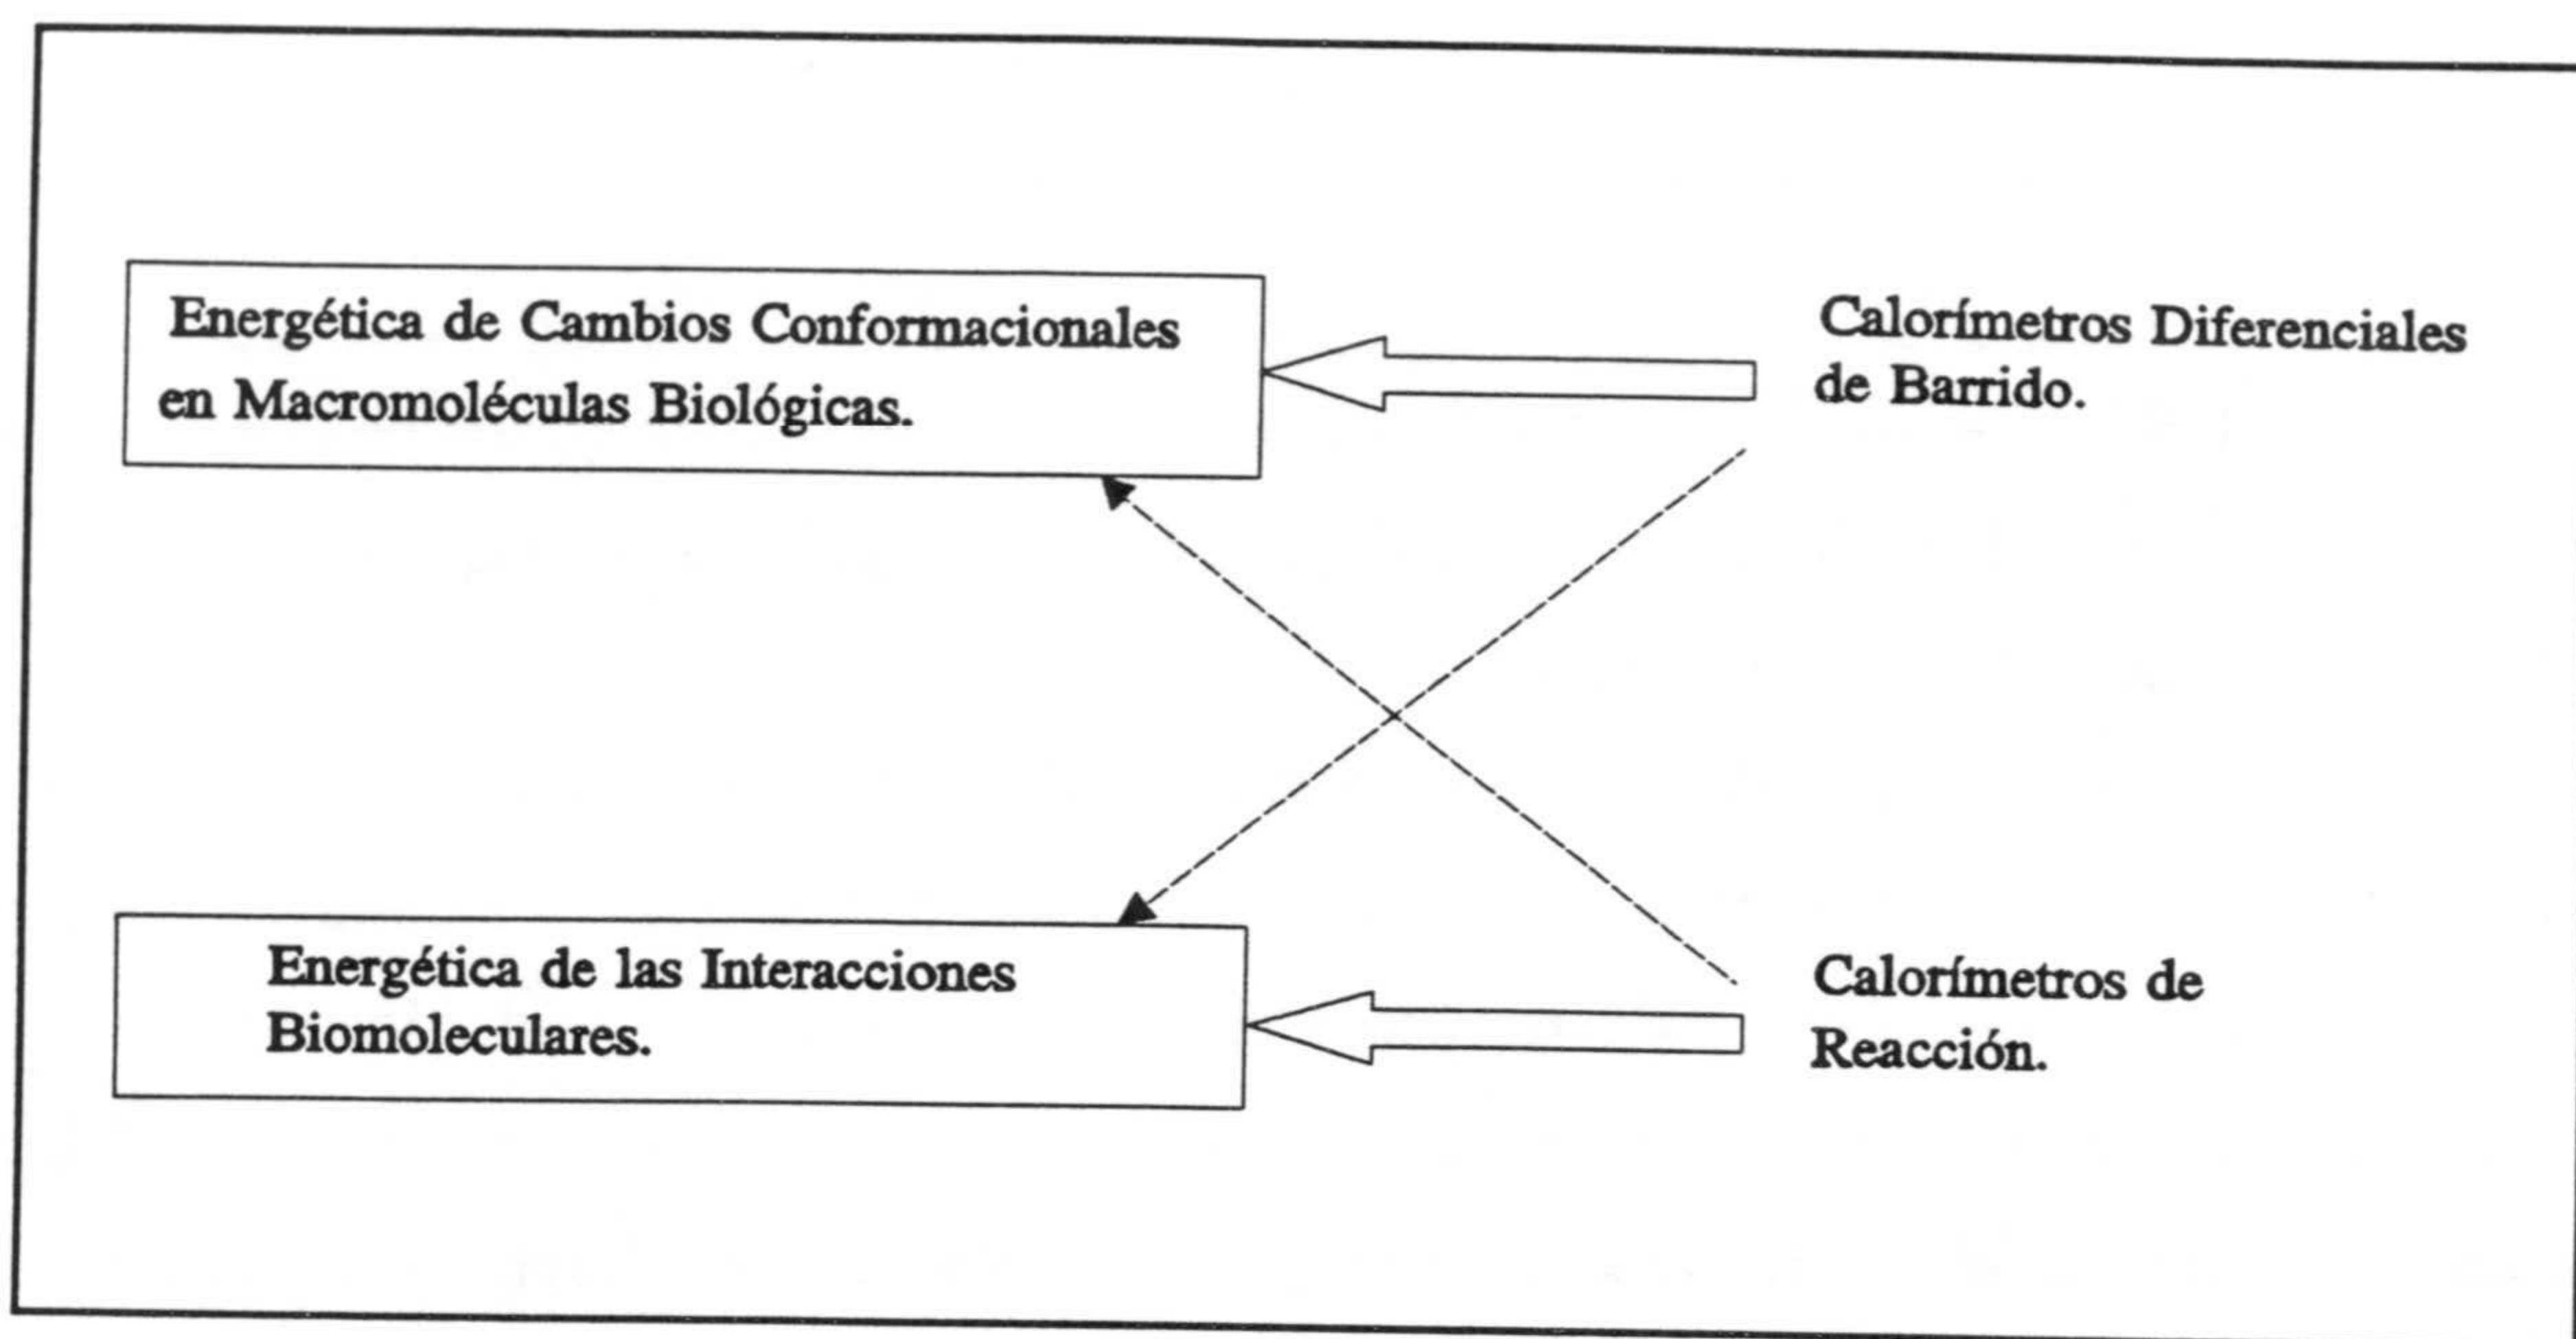 Energética de Cambios Conformacionales
en Macromoléculas Biológicas.
Calorímetros Diferenciales
de Barrido.
Energética de las Interacciones
Biomoleculares.
Calorímetros de
Reacción.